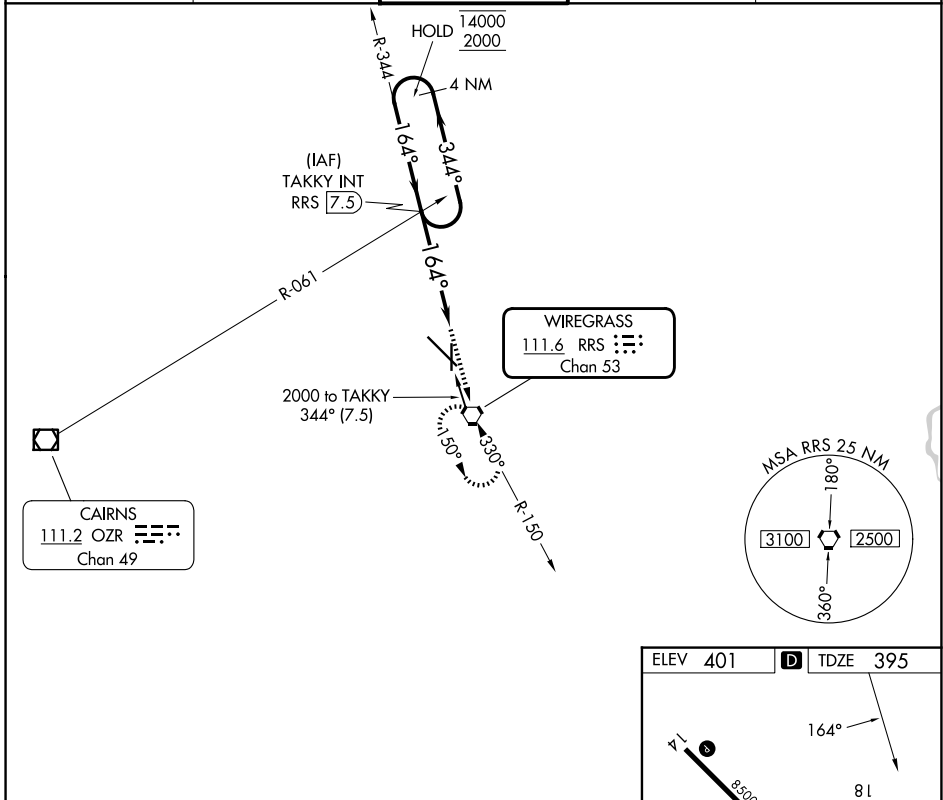 HOLD 14000
2000
R-344
4 NM
164°
344°
(IAF)
TAKKY INT
RRS 7.5
164°
R-061
WIREGRASS
111.6 RRS
Chan 53
2000 to TAKKY
344° (7.5)
150°
330°
R-150
CAIRNS
111.2 OZR
Chan 49
MSA RRS 25 NM
180°
3100
2500
360°
ELEV 401
D
TDZE 395
164°
14
P
8500
18